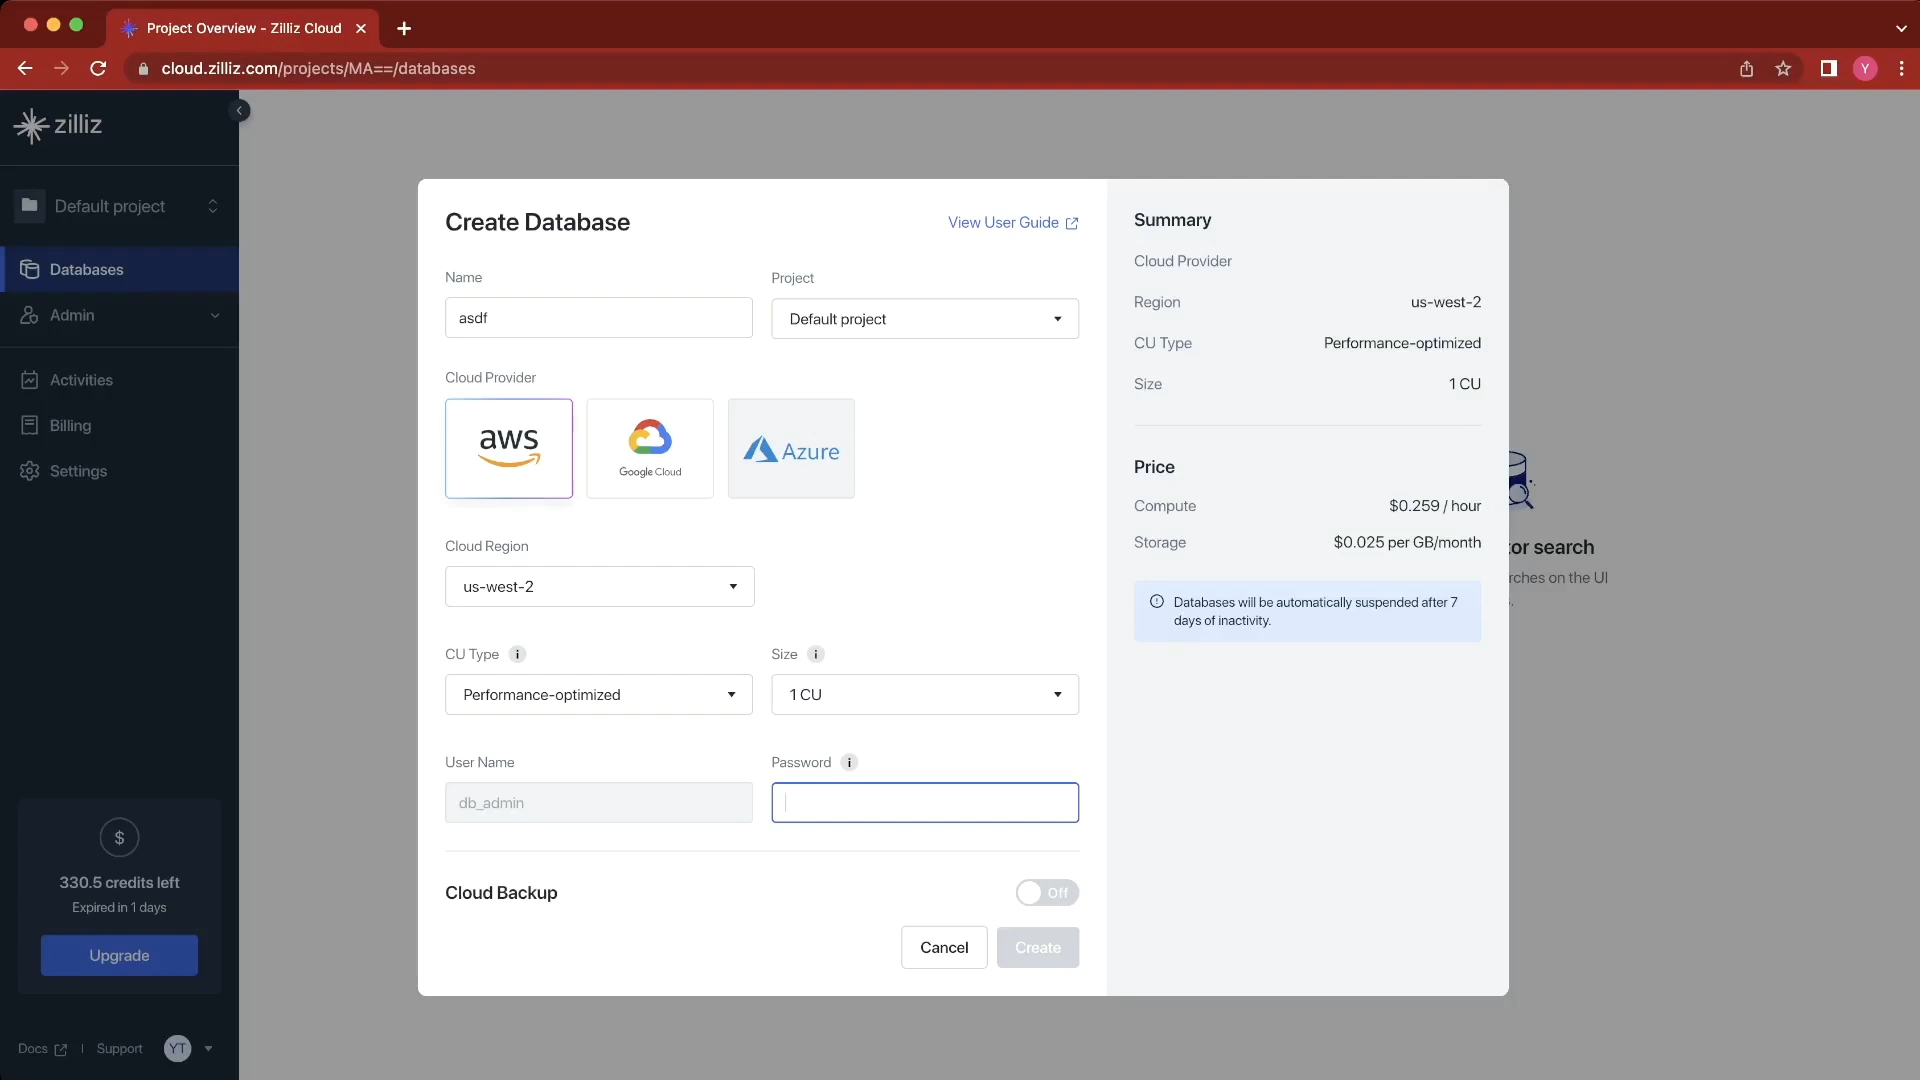 Project Overview - Zilliz Cloud
cloud.zilliz.com/projects/MA==/databases
Y
zilliz
Default project
Databases
Admin
Activities
Billing
Settings
$
330.5 credits left
Expired in 1 days
Upgrade
Docs
Support
YT
Create Database
View User Guide
Name
Project
asdf
Default project
Cloud Provider
aws
Google Cloud
Azure
Cloud Region
us-west-2
CU Type
Size
Performance-optimized
1 CU
User Name
Password
db_admin
Cloud Backup
Off
Cancel
Create
Summary
Cloud Provider
Region us-west-2
CU Type Performance-optimized
Size 1 CU
Price
Compute $0.259 / hour
Storage $0.025 per GB/month
Databases will be automatically suspended after 7
days of inactivity.
tor search
rches on the UI